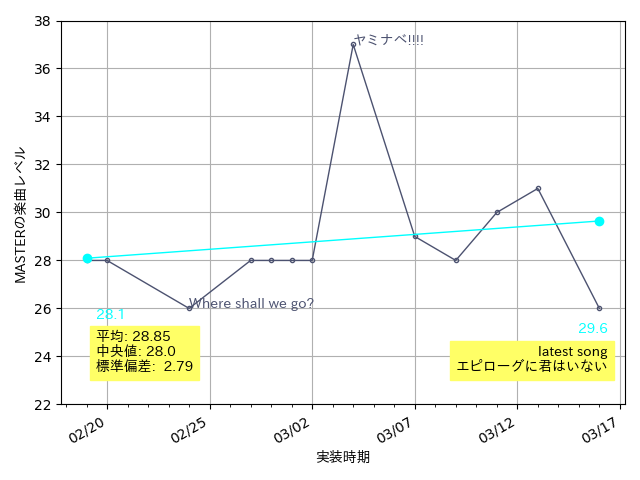 38
36
34
32
30
28
26
24
22
MASTERの楽曲レベル
ヤミナベ!!!!
Where shall we go?
28.1
平均: 28.85
中央値: 28.0
標準偏差: 2.79
29.6
latest song
エピローグに君はいない
02/20
02/25
03/02
03/07
03/12
03/17
実装時期